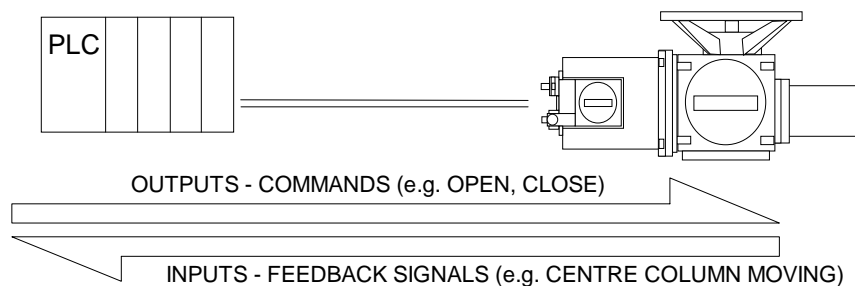 PLC
OUTPUTS - COMMANDS (e.g. OPEN, CLOSE)
INPUTS - FEEDBACK SIGNALS (e.g. CENTRE COLUMN MOVING)